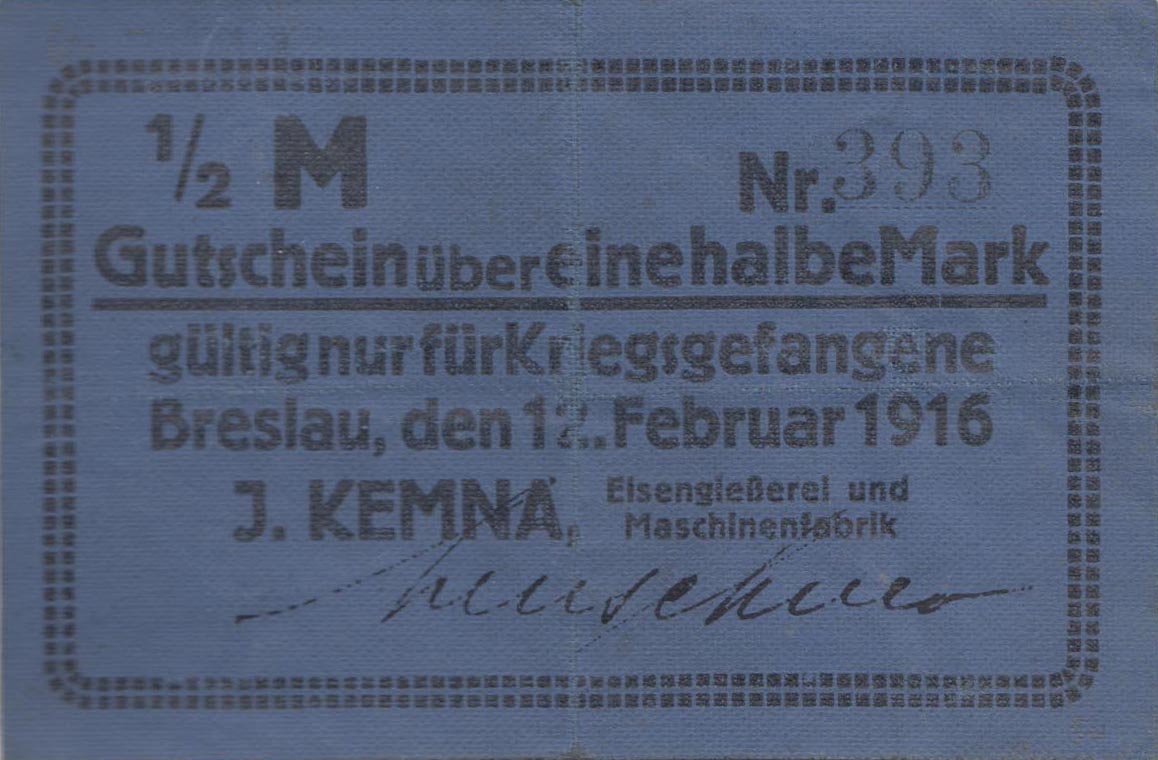 1/2 M Nr. 393
Gutschein über eine halbe Mark
gültig nur für Kriegsgefangene
Breslau, den 12. Februar 1916
J. KEMNA, Eisengießerei und
Maschinenfabrik